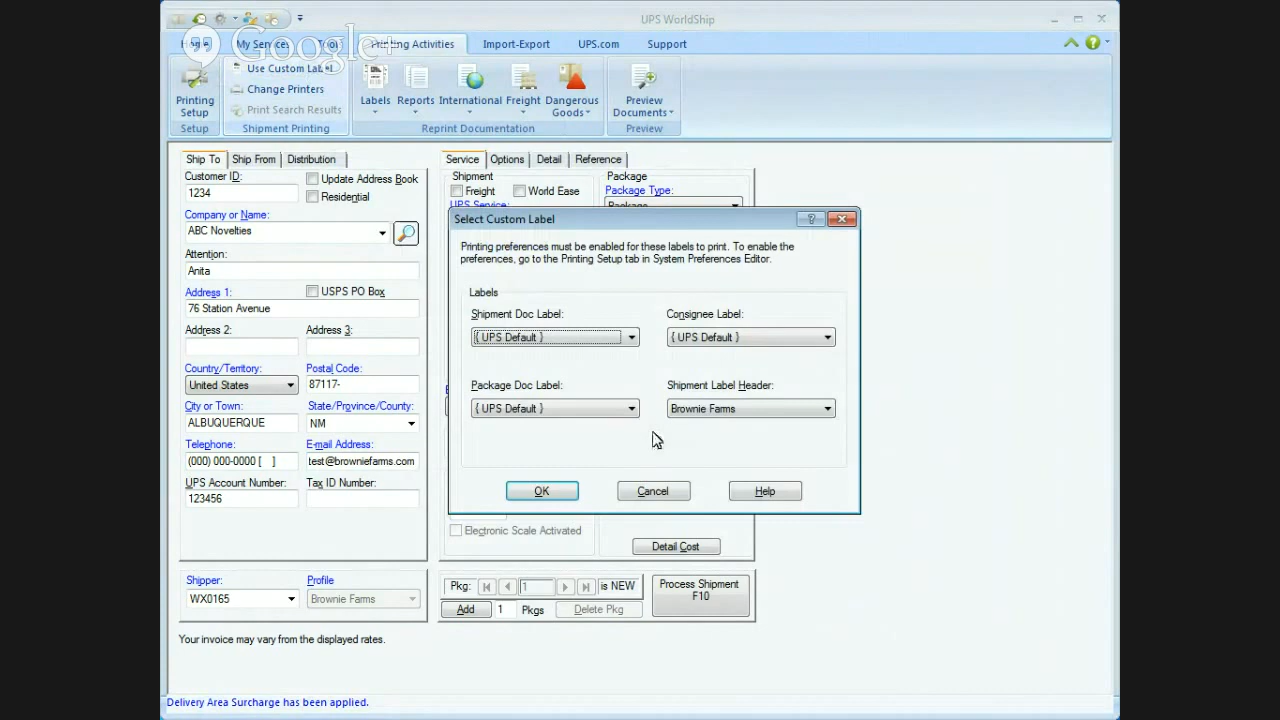 UPS WorldShip
Google+
My Services
Printing Activities
Import-Export
UPS.com
Support
Printing Setup
Setup
Use Custom Label
Change Printers
Print Search Results
Shipment Printing
Labels
Reports
International
Freight
Dangerous Goods
Reprint Documentation
Preview Documents
Preview
Ship To
Ship From
Distribution
Customer ID:
1234
Update Address Book
Residential
Company or Name:
ABC Novelties
Attention:
Anita
Address 1:
USPS PO Box
76 Station Avenue
Address 2:
Address 3:
Country/Territory:
Postal Code:
United States
87117-
City or Town:
State/Province/County:
ALBUQUERQUE
NM
Telephone:
E-mail Address:
(000) 000-0000 [ ]
test@browniefarms.com
UPS Account Number:
Tax ID Number:
123456
Shipper:
Profile
WX0165
Brownie Farms
Your invoice may vary from the displayed rates.
Delivery Area Surcharge has been applied.
Service
Options
Detail
Reference
Shipment
Freight
World Ease
UPS Service:
Package
Package Type:
Package
Select Custom Label
?
Printing preferences must be enabled for these labels to print. To enable the
preferences, go to the Printing Setup tab in System Preferences Editor.
Labels
Shipment Doc Label:
Consignee Label:
{ UPS Default }
{ UPS Default }
Package Doc Label:
Shipment Label Header:
{ UPS Default }
Brownie Farms
OK
Cancel
Help
Electronic Scale Activated
Detail Cost
Pkg:
1
is NEW
Add
1
Pkgs
Delete Pkg
Process Shipment
F10